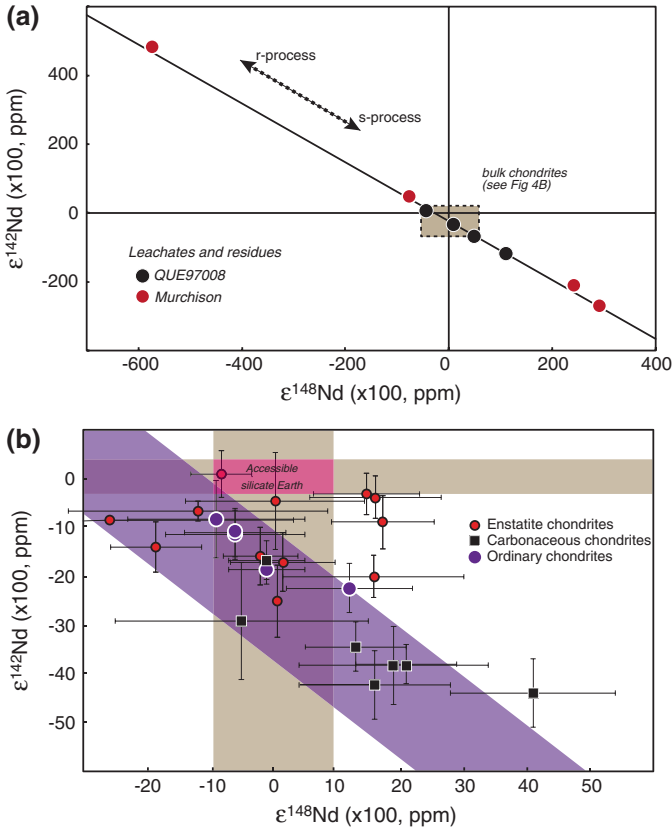 (a)
r-process
s-process
bulk chondrites
(see Fig 4B)
400
200
0
-200
ε142Nd (x100, ppm)
Leachates and residues
QUE97008
Murchison
-600 -400 -200 0 200 400
ε148Nd (x100, ppm)
(b)
Accessible
silicate Earth
0
-10
-20
-30
-40
-50
ε142Nd (x100, ppm)
Enstatite chondrites
Carbonaceous chondrites
Ordinary chondrites
-20 -10 0 10 20 30 40 50
ε148Nd (x100, ppm)